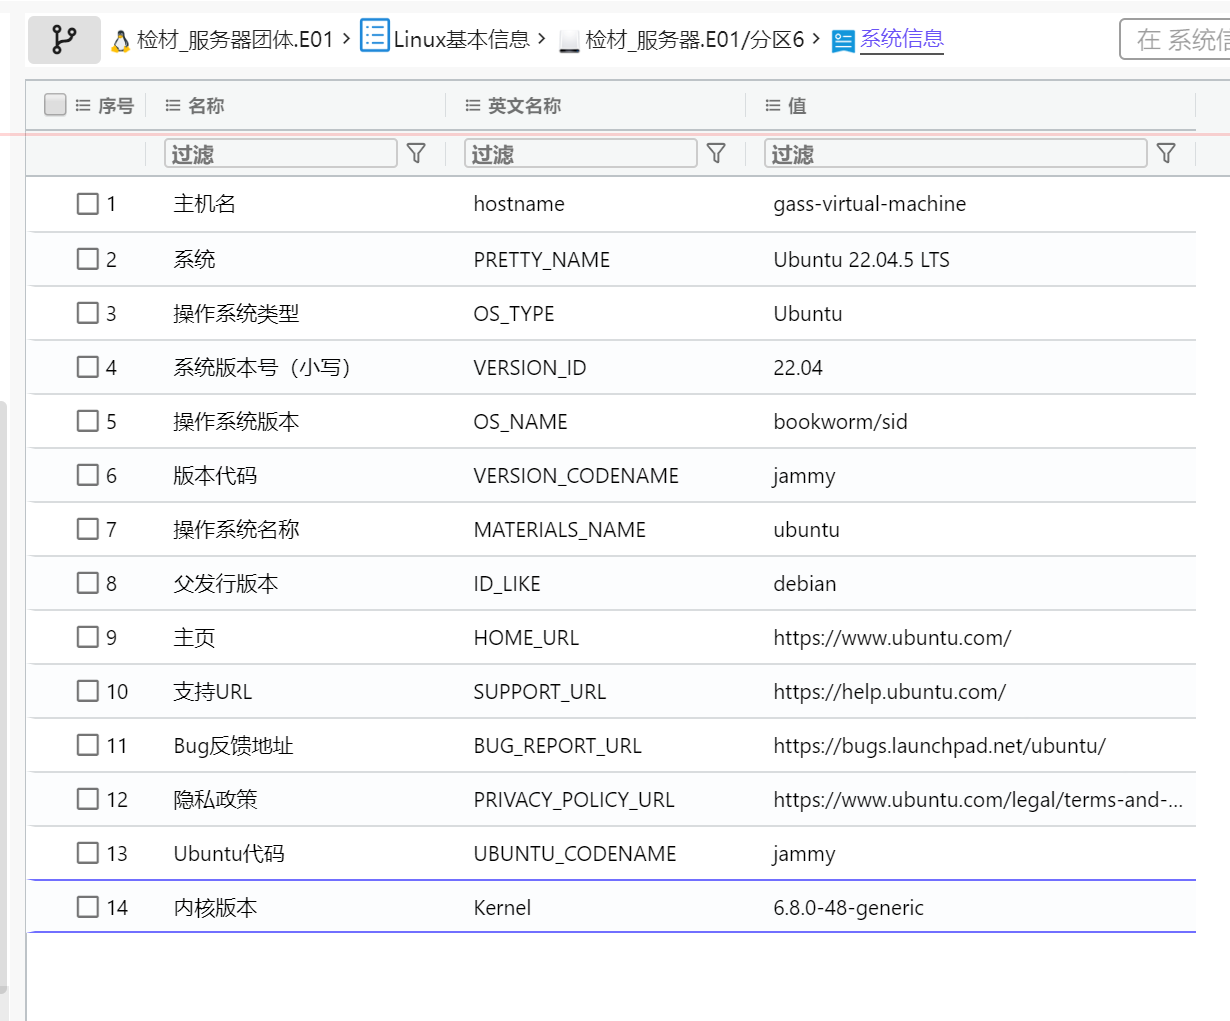 检材_服务器团体.E01 > Linux基本信息 > 检材_服务器.E01/分区6 > 系统信息 在 系统信
序号 名称 英文名称 值
过滤 过滤 过滤
1 主机名 hostname gass-virtual-machine
2 系统 PRETTY_NAME Ubuntu 22.04.5 LTS
3 操作系统类型 OS_TYPE Ubuntu
4 系统版本号（小写） VERSION_ID 22.04
5 操作系统版本 OS_NAME bookworm/sid
6 版本代码 VERSION_CODENAME jammy
7 操作系统名称 MATERIALS_NAME ubuntu
8 父发行版本 ID_LIKE debian
9 主页 HOME_URL https://www.ubuntu.com/
10 支持URL SUPPORT_URL https://help.ubuntu.com/
11 Bug反馈地址 BUG_REPORT_URL https://bugs.launchpad.net/ubuntu/
12 隐私政策 PRIVACY_POLICY_URL https://www.ubuntu.com/legal/terms-and-...
13 Ubuntu代码 UBUNTU_CODENAME jammy
14 内核版本 Kernel 6.8.0-48-generic